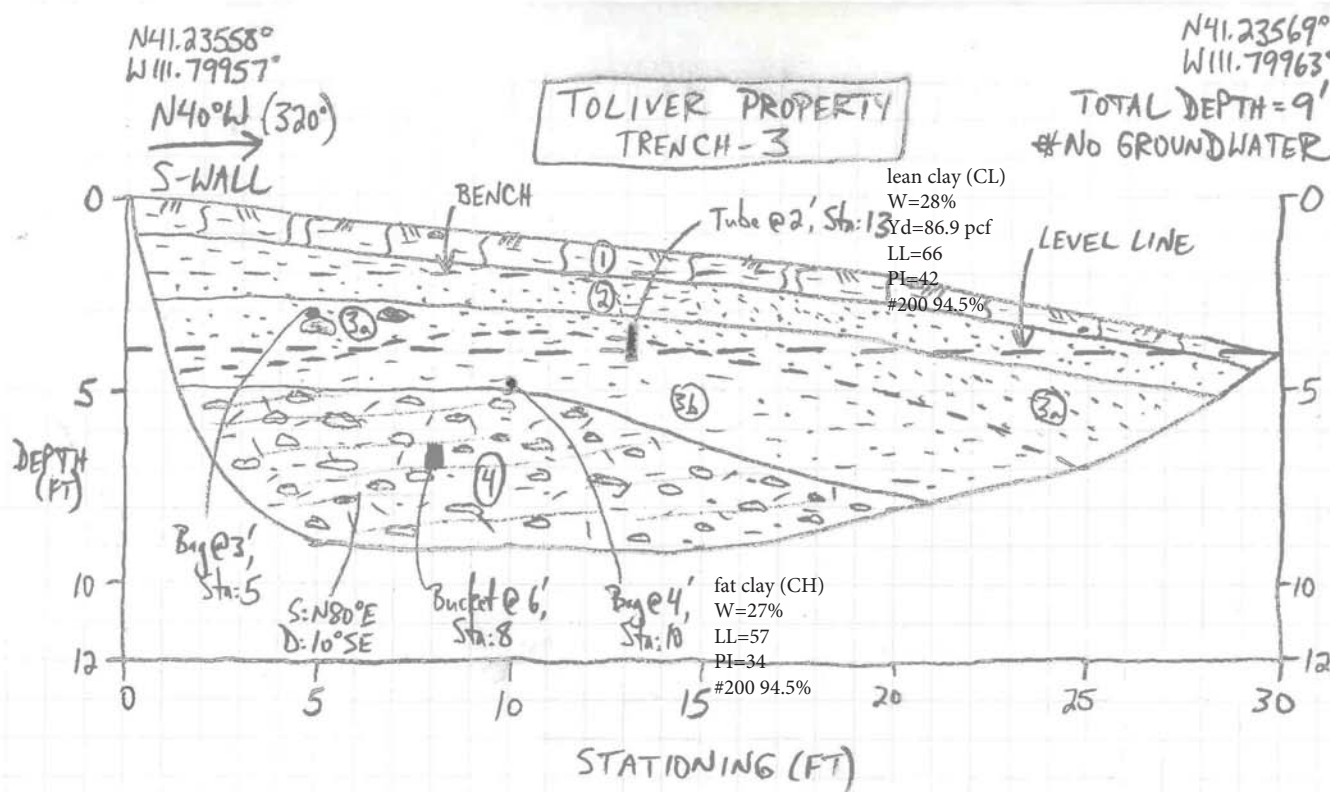 N41.23558°
W111.79957°
N40°W (320°)
S-WALL
TOLIVER PROPERTY
TRENCH-3
N41.23569°
W111.79963°
TOTAL DEPTH = 9'
*NO GROUNDWATER
BENCH
Tube @ 2', Sta: 13
lean clay (CL)
W=28%
Yd=86.9 pcf
LL=66
PI=42
#200 94.5%
LEVEL LINE
0
5
10
12
DEPTH
(FT)
0
5
10
12
1
2
3a
3b
3a
4
Bag @ 3',
Sta: 5
S: N80°E
D: 10°SE
Bucket @ 6',
Sta: 8
Bag @ 4',
Sta: 10
fat clay (CH)
W=27%
LL=57
PI=34
#200 94.5%
0 5 10 15 20 25 30
STATIONING (FT)